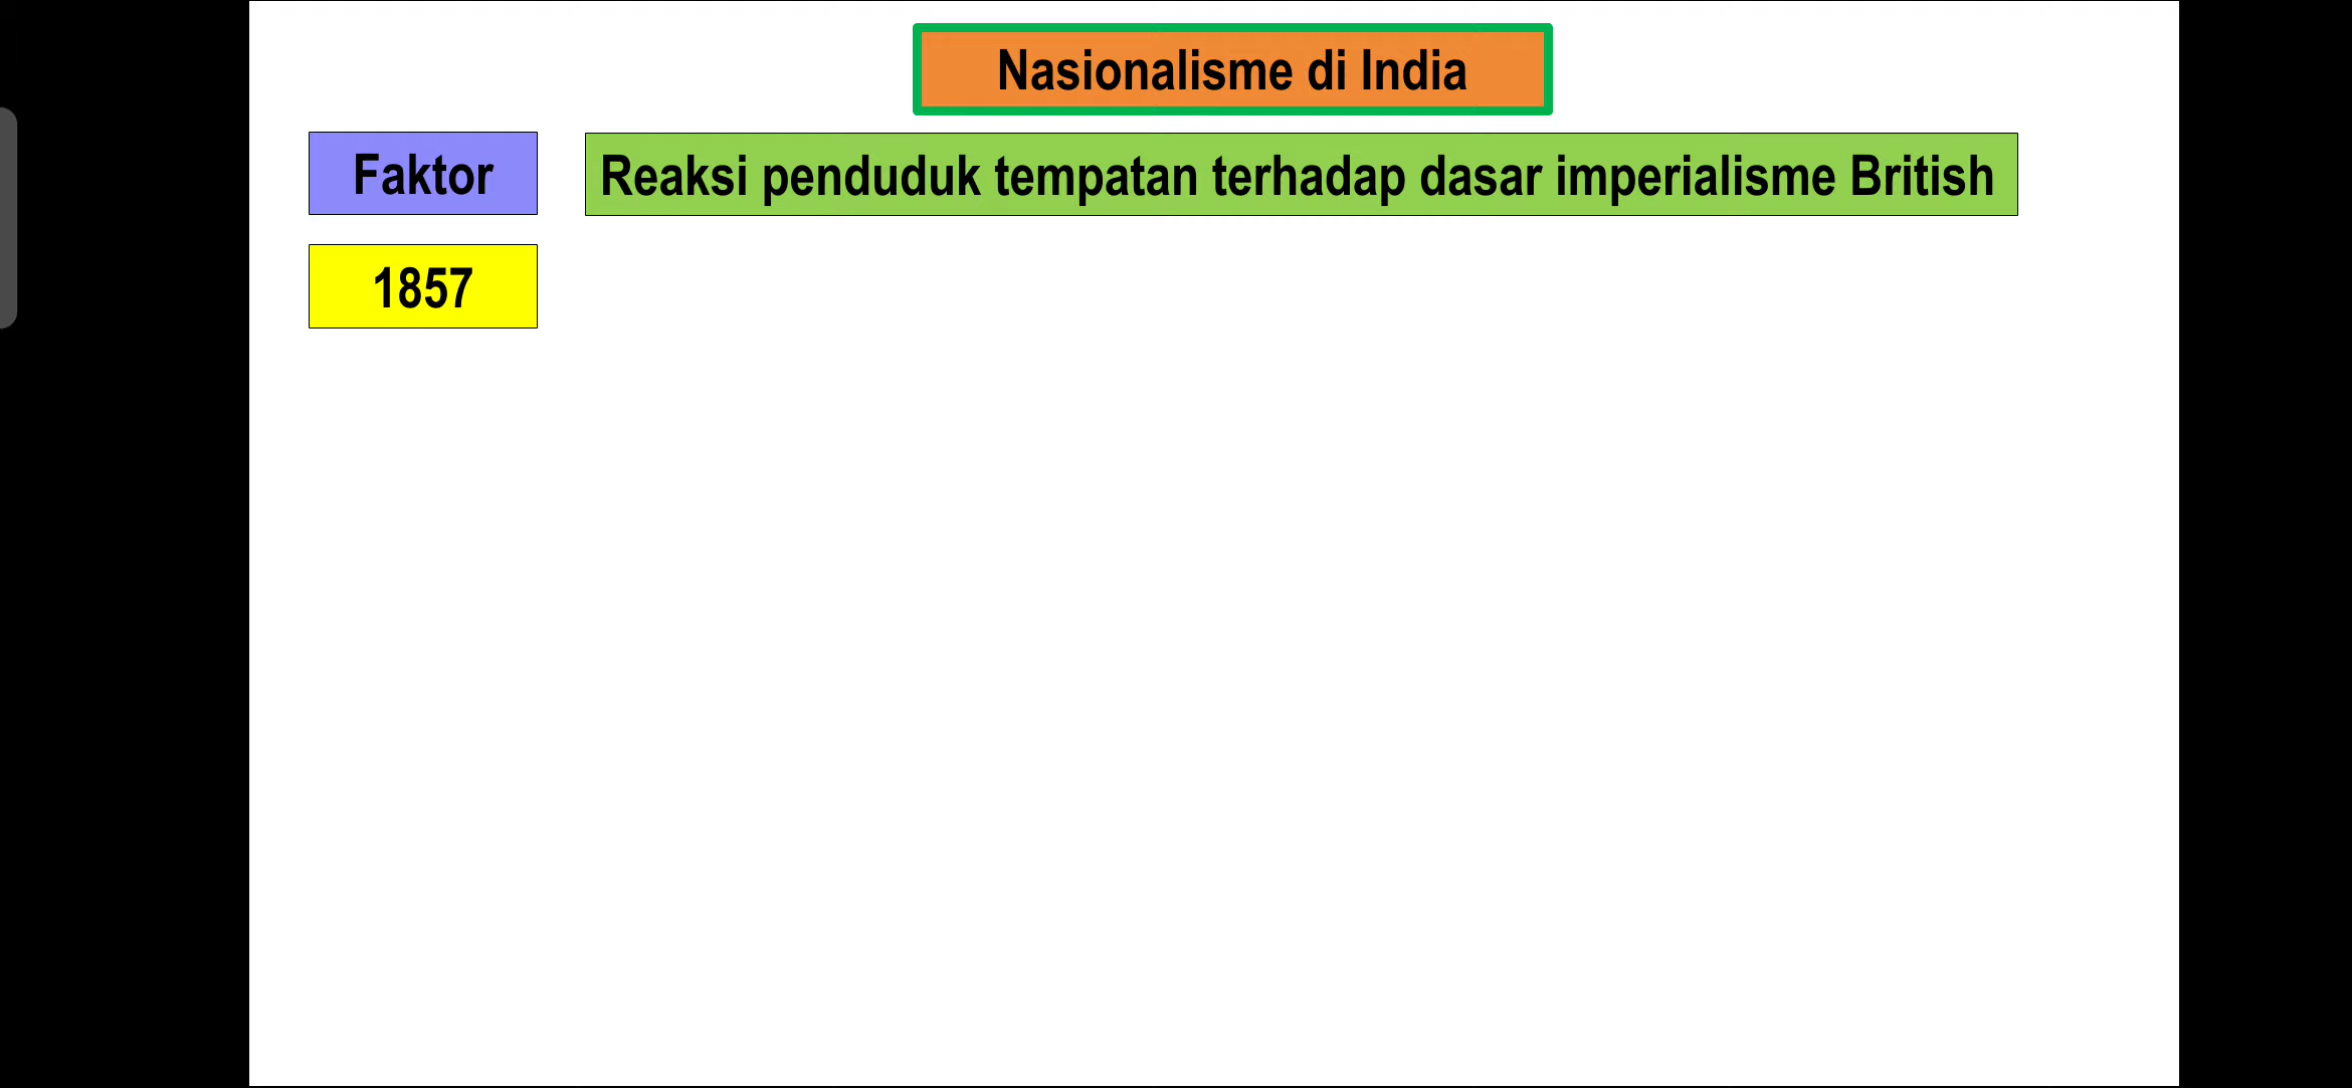 Nasionalisme di India
Faktor
Reaksi penduduk tempatan terhadap dasar imperialisme British
1857